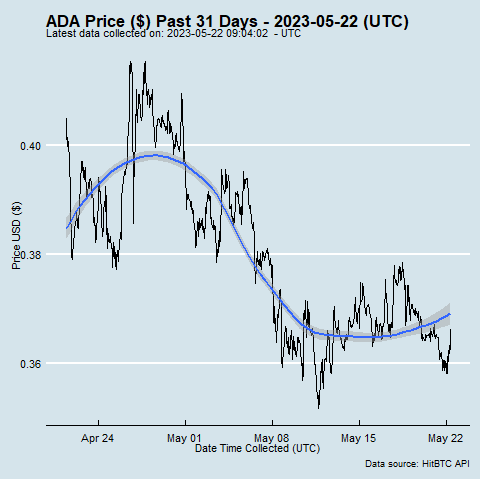 ADA Price ($) Past 31 Days - 2023-05-22 (UTC)
Latest data collected on: 2023-05-22 09:04:02 - UTC
0.40
0.38
0.36
Price USD ($)
Apr 24 May 01 May 08 May 15 May 22
Date Time Collected (UTC)
Data source: HitBTC API